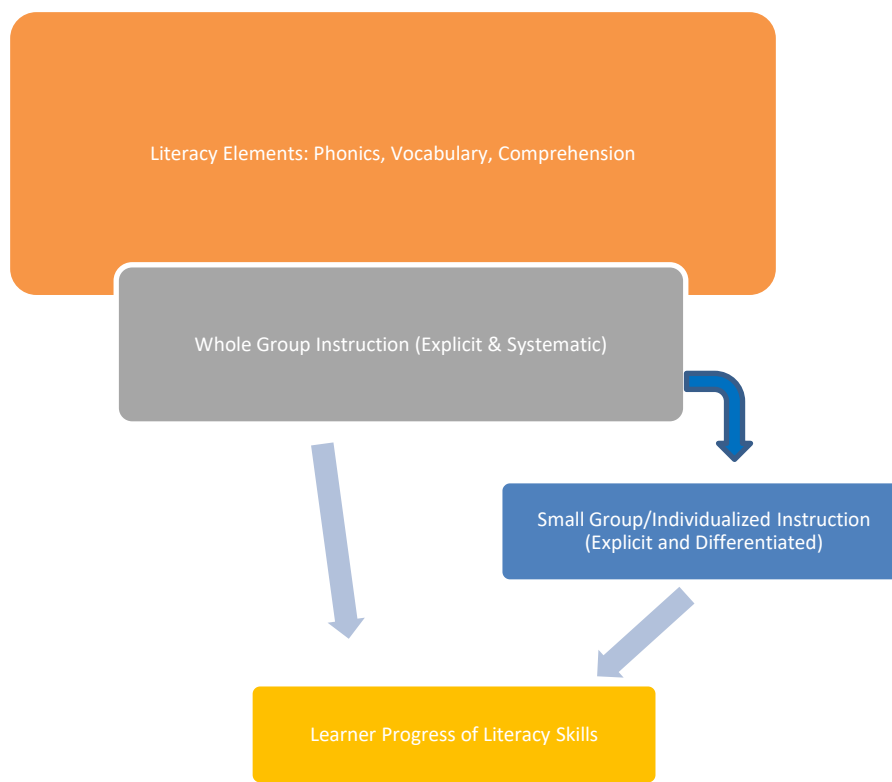 Literacy Elements: Phonics, Vocabulary, Comprehension
Whole Group Instruction (Explicit & Systematic)
Small Group/Individualized Instruction
(Explicit and Differentiated)
Learner Progress of Literacy Skills